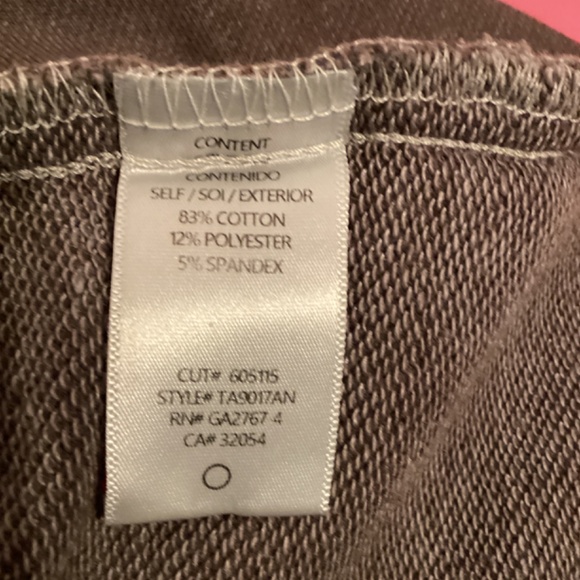 CONTENT
CONTENIDO
SELF / SOI / EXTERIOR
83% COTTON
12% POLYESTER
5% SPANDEX
CUT# 605115
STYLE# TA9017AN
RN# GA2767-4
CA# 32054